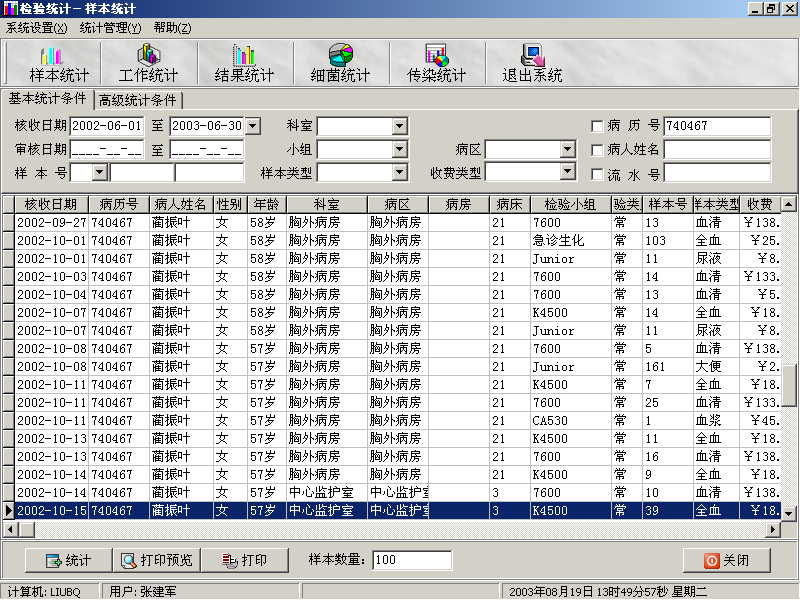 检验统计－样本统计
系统设置(X) 统计管理(Y) 帮助(Z)
样本统计 工作统计 结果统计 细菌统计 传染统计 退出系统
基本统计条件 高级统计条件
核收日期 2002-06-01 至 2003-06-30 科室 病 历 号 740467
审核日期 ____-__-__ 至 ____-__-__ 小组 病区 病人姓名
样 本 号 样本类型 收费类型 流 水 号
核收日期 病历号 病人姓名 性别 年龄 科室 病区 病房 病床 检验小组 验类 样本号 样本类型 收费
2002-09-27 740467 蔺振叶 女 58岁 胸外病房 胸外病房 21 7600 常 13 血清 ￥138.
2002-10-01 740467 蔺振叶 女 58岁 胸外病房 胸外病房 21 急诊生化 常 103 全血 ￥25.
2002-10-01 740467 蔺振叶 女 58岁 胸外病房 胸外病房 21 Junior 常 11 尿液 ￥8.
2002-10-03 740467 蔺振叶 女 58岁 胸外病房 胸外病房 21 7600 常 14 血清 ￥133.
2002-10-04 740467 蔺振叶 女 58岁 胸外病房 胸外病房 21 7600 常 13 血清 ￥5.
2002-10-07 740467 蔺振叶 女 58岁 胸外病房 胸外病房 21 K4500 常 14 全血 ￥18.
2002-10-07 740467 蔺振叶 女 58岁 胸外病房 胸外病房 21 Junior 常 11 尿液 ￥8.
2002-10-08 740467 蔺振叶 女 57岁 胸外病房 胸外病房 21 7600 常 5 血清 ￥138.
2002-10-08 740467 蔺振叶 女 57岁 胸外病房 胸外病房 21 Junior 常 161 大便 ￥2.
2002-10-11 740467 蔺振叶 女 57岁 胸外病房 胸外病房 21 K4500 常 7 全血 ￥18.
2002-10-11 740467 蔺振叶 女 57岁 胸外病房 胸外病房 21 7600 常 25 血清 ￥133.
2002-10-11 740467 蔺振叶 女 57岁 胸外病房 胸外病房 21 CA530 常 1 血浆 ￥45.
2002-10-13 740467 蔺振叶 女 57岁 胸外病房 胸外病房 21 K4500 常 11 全血 ￥18.
2002-10-13 740467 蔺振叶 女 57岁 胸外病房 胸外病房 21 7600 常 16 血清 ￥138.
2002-10-14 740467 蔺振叶 女 57岁 胸外病房 胸外病房 21 K4500 常 9 全血 ￥18.
2002-10-14 740467 蔺振叶 女 57岁 中心监护室 中心监护室 3 7600 常 10 血清 ￥138.
2002-10-15 740467 蔺振叶 女 57岁 中心监护室 中心监护室 3 K4500 常 39 全血 ￥18.
统计 打印预览 打印 样本数量: 100 关闭
计算机: LIUBQ 用户: 张建军 2003年08月19日 13时49分57秒 星期二